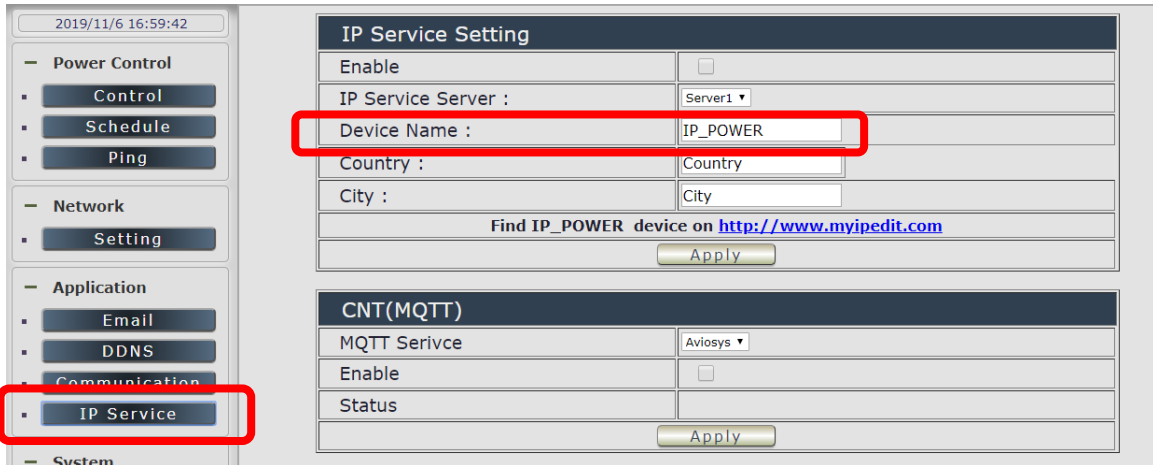 2019/11/6 16:59:42
Power Control
Control
Schedule
Ping
Network
Setting
Application
Email
DDNS
Communication
IP Service
System
IP Service Setting
Enable
IP Service Server : Server1
Device Name : IP_POWER
Country : Country
City : City
Find IP_POWER device on http://www.myipedit.com
Apply
CNT(MQTT)
MQTT Serivce Aviosys
Enable
Status
Apply